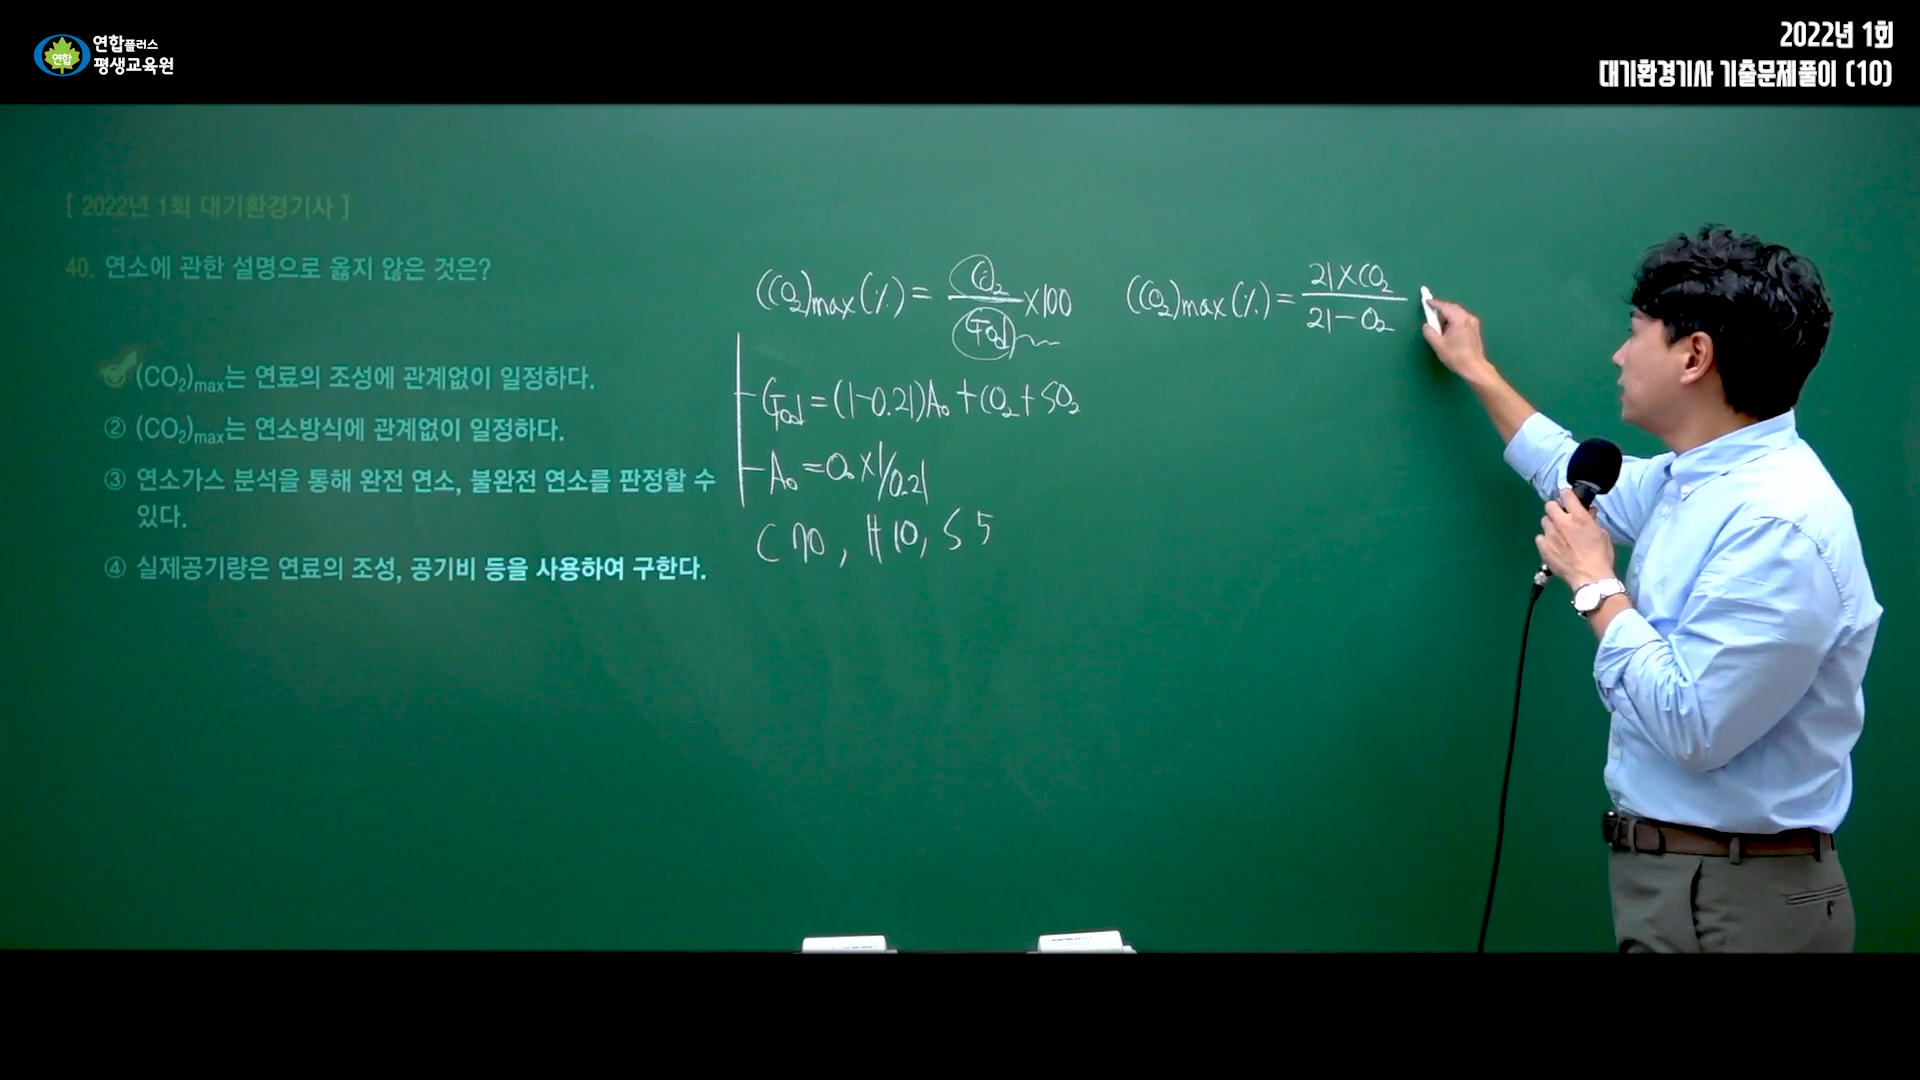 연합플러스
평생교육원
연합
2022년 1회
대기환경기사 기출문제풀이 (10)
[ 2022년 1회 대기환경기사 ]
40. 연소에 관한 설명으로 옳지 않은 것은?
(CO₂)max는 연료의 조성에 관계없이 일정하다.
② (CO₂)max는 연소방식에 관계없이 일정하다.
③ 연소가스 분석을 통해 완전 연소, 불완전 연소를 판정할 수
있다.
④ 실제공기량은 연료의 조성, 공기비 등을 사용하여 구한다.
(CO₂)max(%) = CO₂/God ×100
God = (1-0.21)A₀ + CO₂ + SO₂
A₀ = O₀ × 1/0.21
C 70, H 10, S 5
(CO₂)max(%) = 21×CO₂/21-O₂